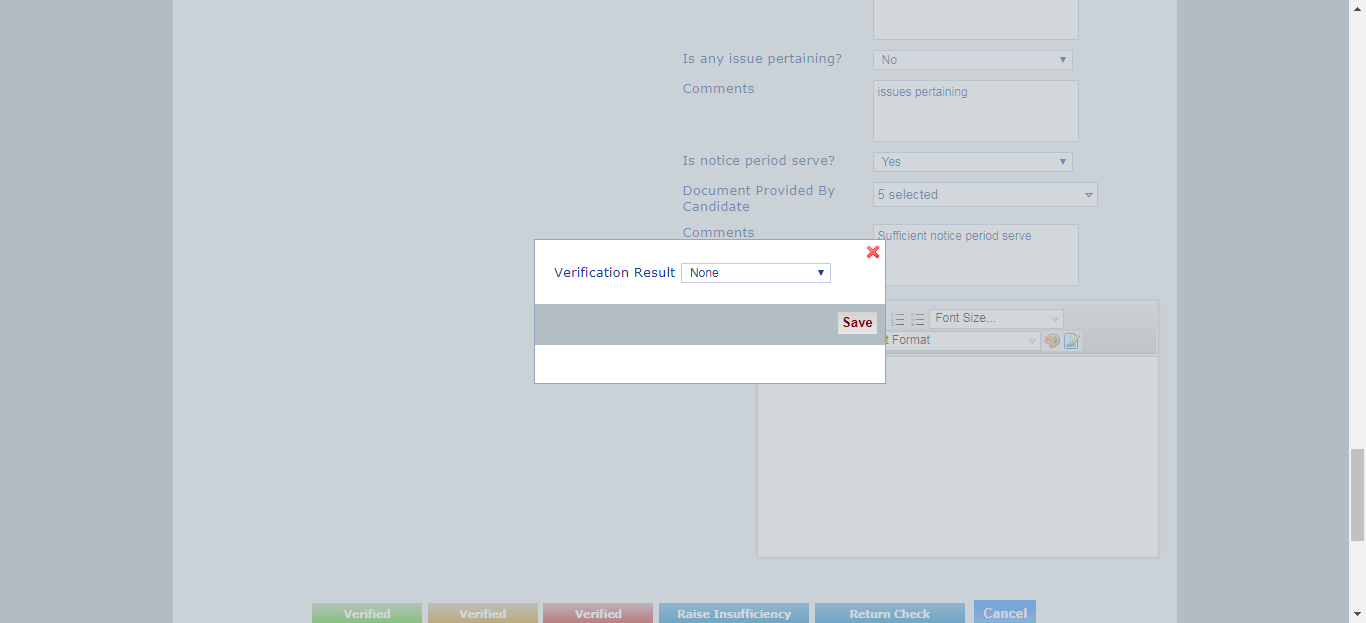 Is any issue pertaining?
No
Comments
issues pertaining
Is notice period serve?
Yes
Document Provided By
Candidate
5 selected
Comments
Sufficient notice period serve
Verification Result
None
Save
Font Size...
t Format
Verified
Verified
Verified
Raise Insufficiency
Return Check
Cancel